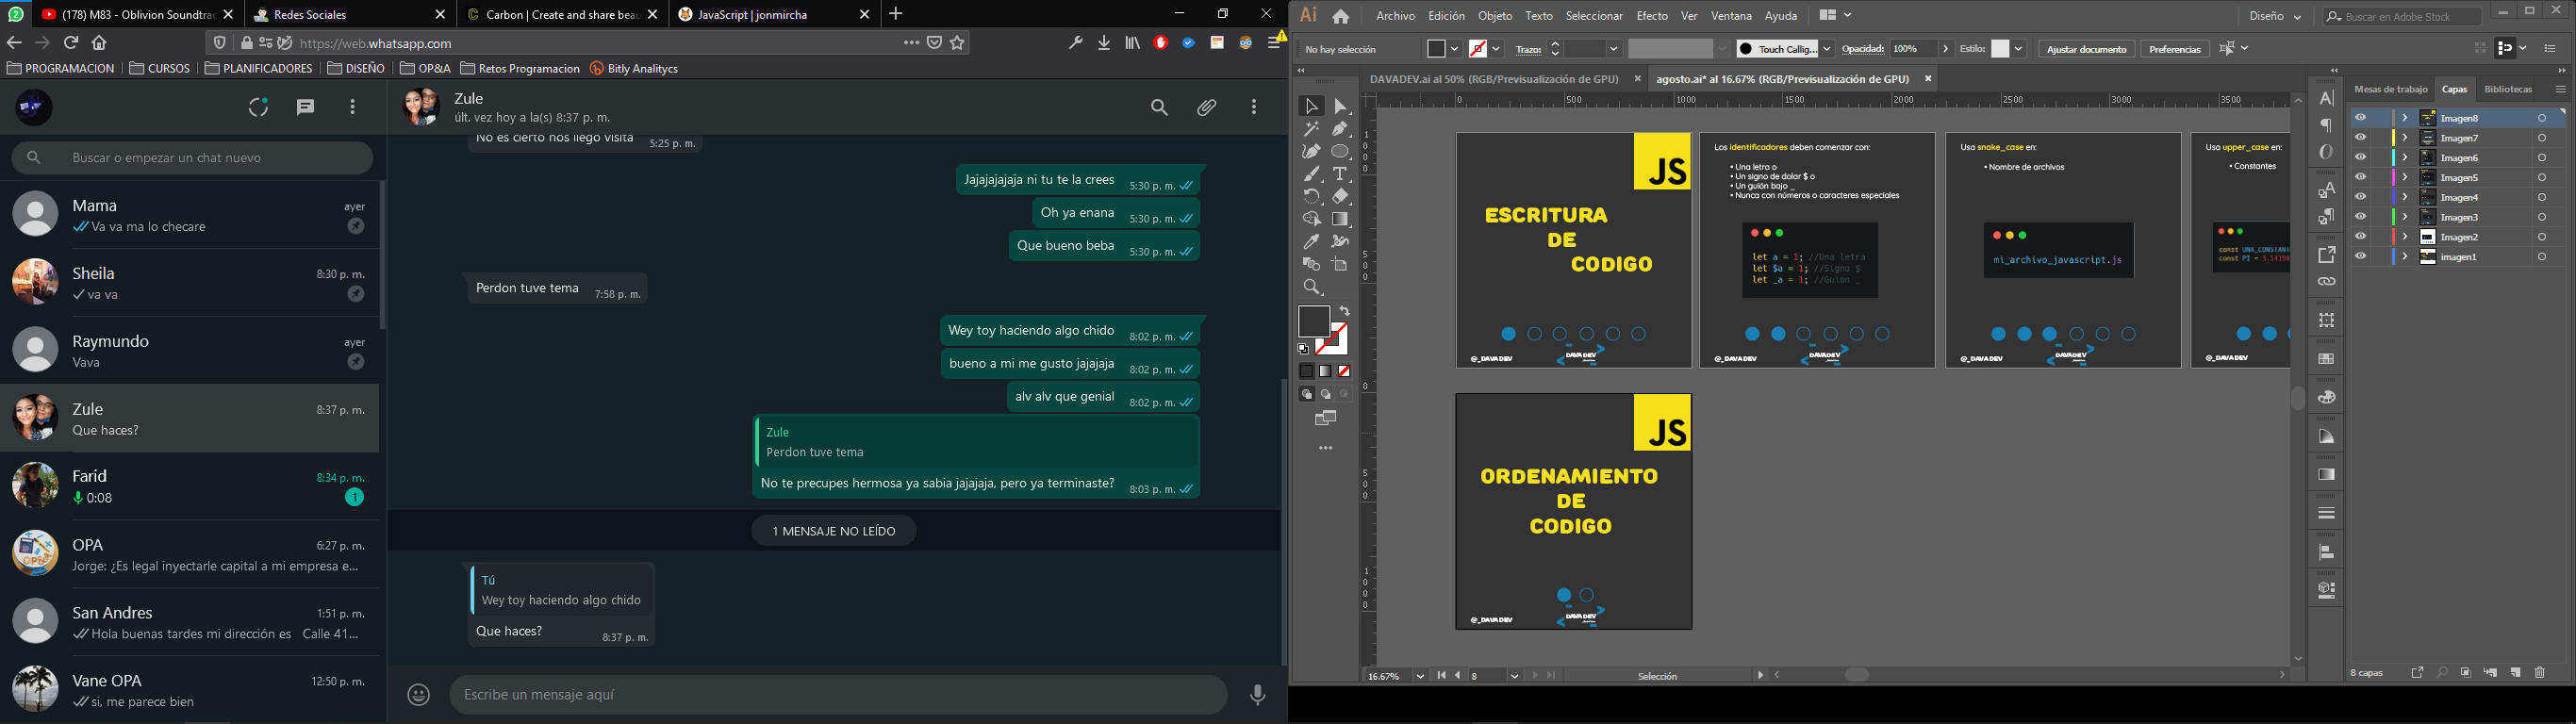 (178) M83 - Oblivion Soundtrac
Redes Sociales
Carbon | Create and share beau
JavaScript | jonmircha
https://web.whatsapp.com
PROGRAMACION
CURSOS
PLANIFICADORES
DISEÑO
OP&A
Retos Programacion
Bitly Analitycs
Buscar o empezar un chat nuevo
Mama
ayer
Va va ma lo checare
Sheila
8:30 p. m.
va va
Raymundo
ayer
Vava
Zule
8:37 p. m.
Que haces?
Farid
8:34 p. m.
0:08
1
OPA
6:27 p. m.
Jorge: ¿Es legal inyectarle capital a mi empresa e...
San Andres
1:51 p. m.
Hola buenas tardes mi dirección es Calle 41...
Vane OPA
12:50 p. m.
si, me parece bien
Zule
últ. vez hoy a la(s) 8:37 p. m.
No es cierto nos llego visita
5:25 p. m.
Jajajajajaja ni tu te la crees
5:30 p. m.
Oh ya enana
5:30 p. m.
Que bueno beba
5:30 p. m.
Perdon tuve tema
7:58 p. m.
Wey toy haciendo algo chido
8:02 p. m.
bueno a mi me gusto jajajaja
8:02 p. m.
alv alv que genial
8:02 p. m.
Zule
Perdon tuve tema
No te precupes hermosa ya sabia jajajaja, pero ya terminaste?
8:03 p. m.
1 MENSAJE NO LEÍDO
Tú
Wey toy haciendo algo chido
Que haces?
8:37 p. m.
Escribe un mensaje aquí
Ai
Archivo Edición Objeto Texto Seleccionar Efecto Ver Ventana Ayuda
Diseño
Buscar en Adobe Stock
No hay selección
Trazo:
Touch Callig...
Opacidad:
100%
Estilo:
Ajustar documento
Preferencias
DAVADEV.ai al 50% (RGB/Previsualización de GPU)
agosto.ai* al 16.67% (RGB/Previsualización de GPU)
0 500 1000 1500 2000 2500 3000 3500
JS
ESCRITURA
DE
CODIGO
@_DAVADEV
DAVADEV
Los identificadores deben comenzar con:
• Una letra o
• Un signo de dolar $ o
• Un guión bajo _
• Nunca con números o caracteres especiales
let a = 1; //Una letra
let $a = 1; //Signo $
let _a = 1; //Guion _
@_DAVADEV
DAVADEV
Usa snake_case en:
• Nombre de archivos
mi_archivo_javascript.js
@_DAVADEV
DAVADEV
Usa upper_case en:
• Constantes
const UNA_CONSTANT
const PI = 3.14159
@_DAVADEV
JS
ORDENAMIENTO
DE
CODIGO
@_DAVADEV
DAVADEV
16.67%
8
Selección
Mesas de trabajo
Capas
Bibliotecas
Imagen8
Imagen7
Imagen6
Imagen5
Imagen4
Imagen3
Imagen2
imagen1
8 capas